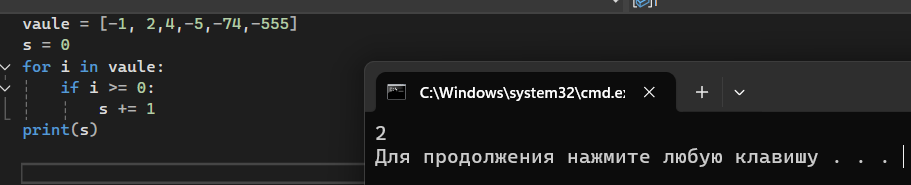 vaule = [-1, 2,4,-5,-74,-555]
s = 0
for i in vaule:
if i >= 0:
s += 1
print(s)
C:\Windows\system32\cmd.e
2
Для продолжения нажмите любую клавишу . . .